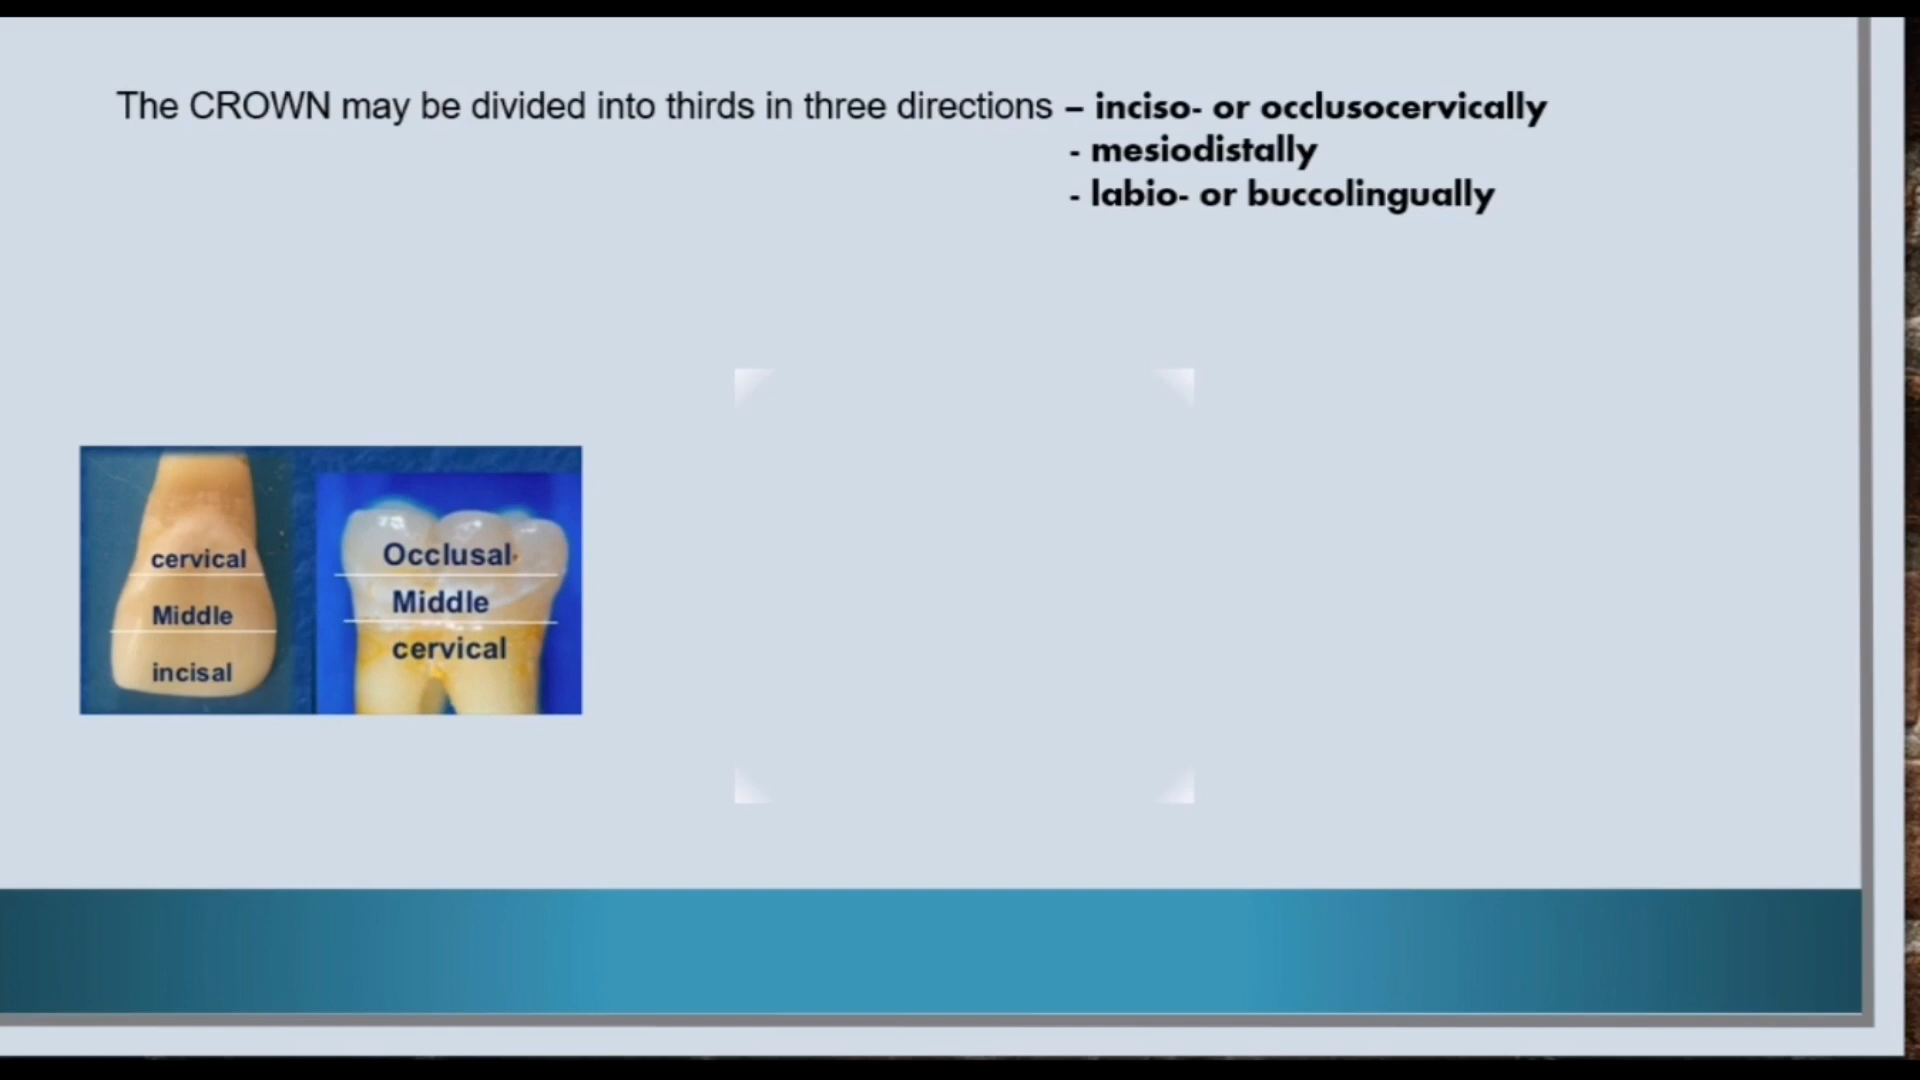 The CROWN may be divided into thirds in three directions – inciso- or occlusocervically
- mesiodistally
- labio- or buccolingually
cervical
Middle
incisal
Occlusal
Middle
cervical